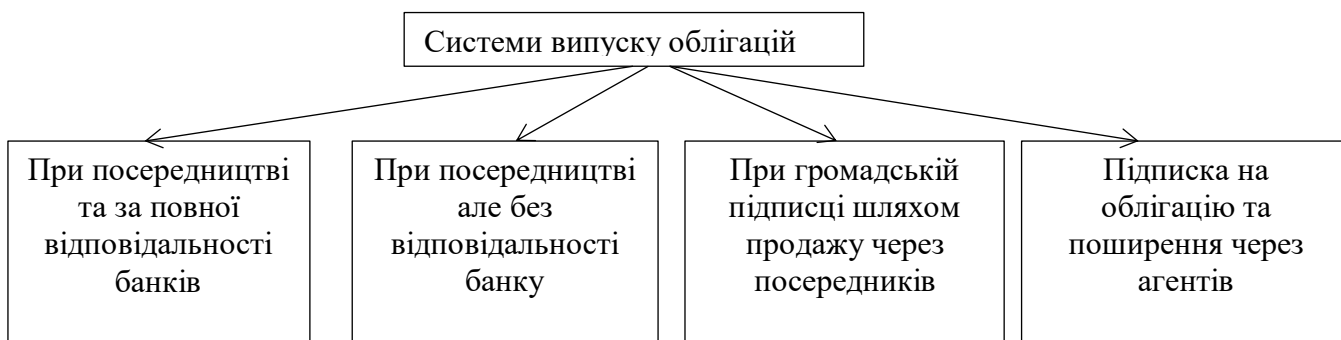 Системи випуску облігацій
При посередництві
та за повної
відповідальності
банків
При посередництві
але без
відповідальності
банку
При громадській
підписці шляхом
продажу через
посередників
Підписка на
облігацію та
поширення через
агентів